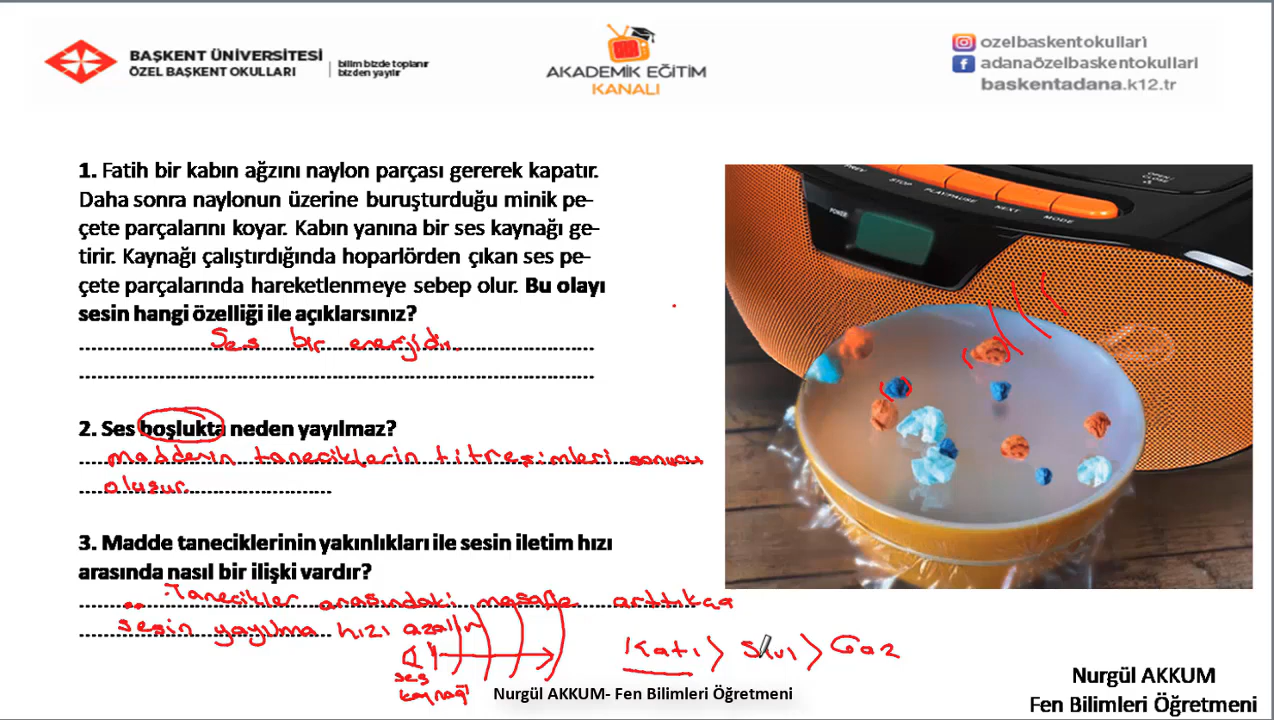 BAŞKENT ÜNİVERSİTESİ
ÖZEL BAŞKENT OKULLARI
bilim bizde toplanır
bizden yayılır
AKADEMİK EĞİTİM
KANALI
ozelbaskentokullarì
adanaözelbaskentokullari
baskentadana.k12.tr
1. Fatih bir kabın ağzını naylon parçası gererek kapatır.
Daha sonra naylonun üzerine buruşturduğu minik pe-
çete parçalarını koyar. Kabın yanına bir ses kaynağı ge-
tirir. Kaynağı çalıştırdığında hoparlörden çıkan ses pe-
çete parçalarında hareketlenmeye sebep olur. Bu olayı
sesin hangi özelliği ile açıklarsınız?
Ses bir enerjidir.
2. Ses boşlukta neden yayılmaz?
maddenin taneciklerin titreşimleri sonucu
oluşur.
3. Madde taneciklerinin yakınlıkları ile sesin iletim hızı
arasında nasıl bir ilişki vardır?
Tanecikler arasındaki mesafe arttıkça
sesin yayılma hızı azalır
ses
kaynağı
Katı > Sıvı > Gaz
Nurgül AKKUM- Fen Bilimleri Öğretmeni
Nurgül AKKUM
Fen Bilimleri Öğretmeni
STOP
PLAY/PAUSE
NEXT
MODE
OPEN/
CLOSE
POWER